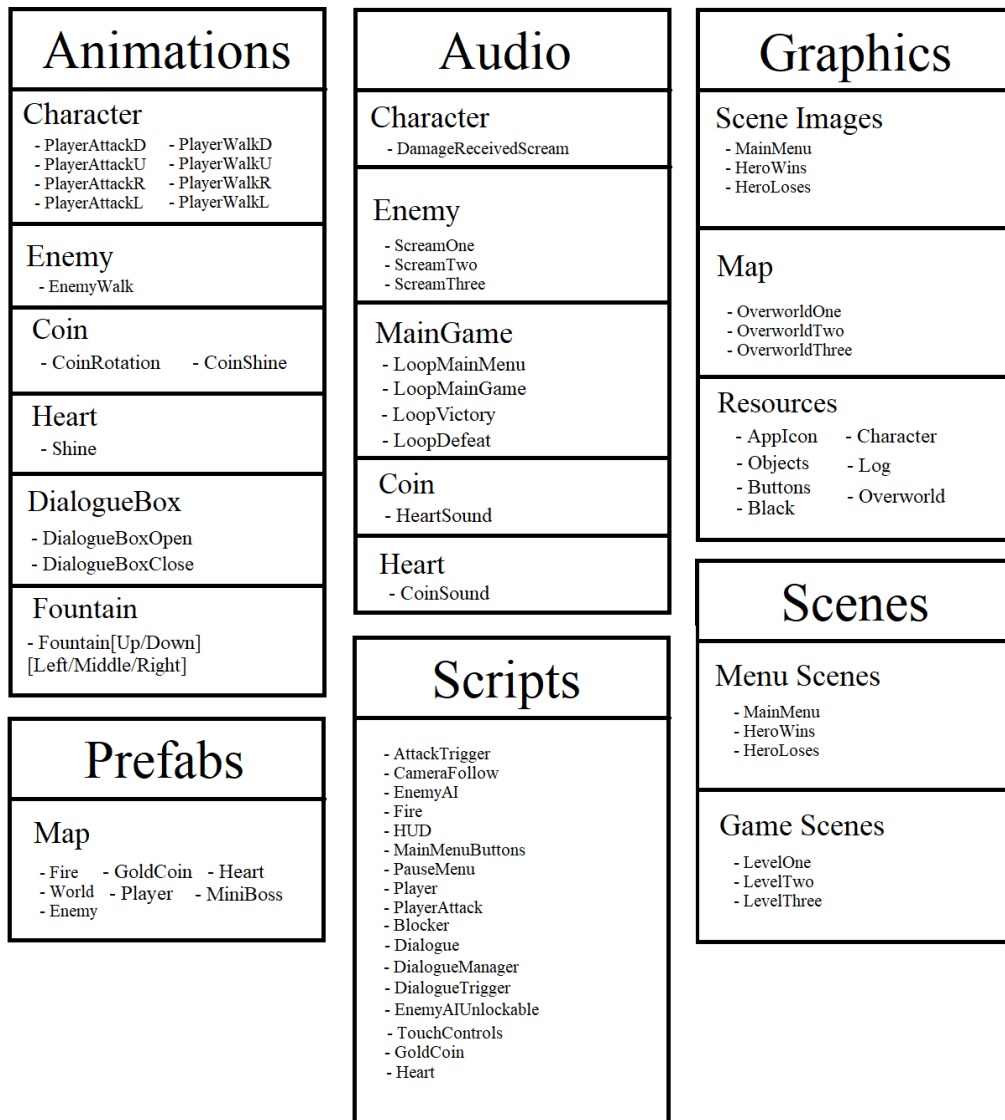 Animations
Character
- PlayerAttackD - PlayerWalkD
- PlayerAttackU - PlayerWalkU
- PlayerAttackR - PlayerWalkR
- PlayerAttackL - PlayerWalkL
Enemy
- EnemyWalk
Coin
- CoinRotation - CoinShine
Heart
- Shine
DialogueBox
- DialogueBoxOpen
- DialogueBoxClose
Fountain
- Fountain[Up/Down]
[Left/Middle/Right]
Prefabs
Map
- Fire - GoldCoin - Heart
- World - Player - MiniBoss
- Enemy
Audio
Character
- DamageReceivedScream
Enemy
- ScreamOne
- ScreamTwo
- ScreamThree
MainGame
- LoopMainMenu
- LoopMainGame
- LoopVictory
- LoopDefeat
Coin
- HeartSound
Heart
- CoinSound
Scripts
- AttackTrigger
- CameraFollow
- EnemyAI
- Fire
- HUD
- MainMenuButtons
- PauseMenu
- Player
- PlayerAttack
- Blocker
- Dialogue
- DialogueManager
- DialogueTrigger
- EnemyAIUnlockable
- TouchControls
- GoldCoin
- Heart
Graphics
Scene Images
- MainMenu
- HeroWins
- HeroLoses
Map
- OverworldOne
- OverworldTwo
- OverworldThree
Resources
- AppIcon - Character
- Objects - Log
- Buttons - Overworld
- Black
Scenes
Menu Scenes
- MainMenu
- HeroWins
- HeroLoses
Game Scenes
- LevelOne
- LevelTwo
- LevelThree